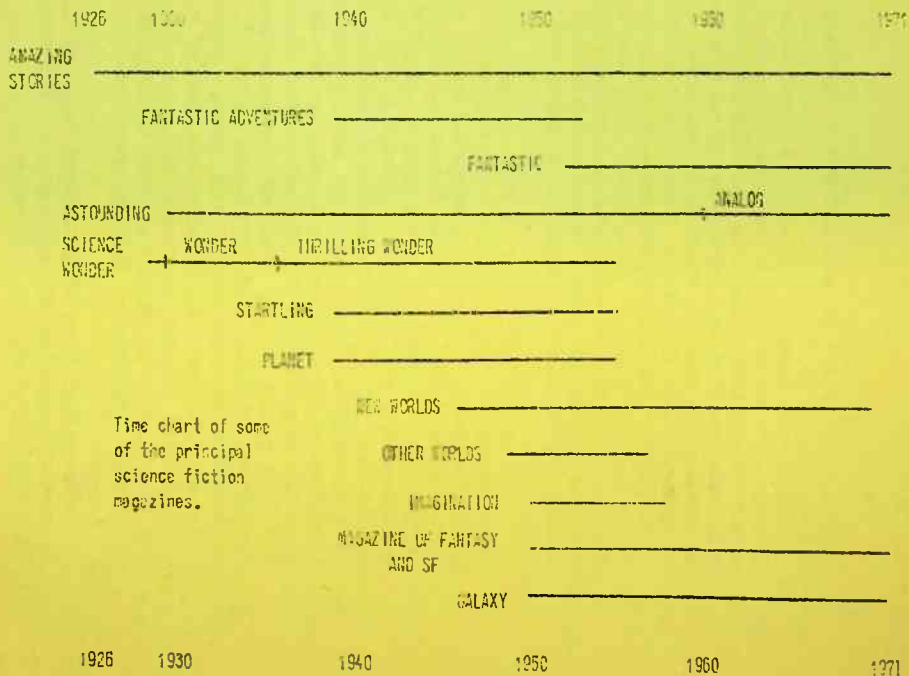 1926 1930 1940 1950 1960 1971
AMAZING
STORIES
FANTASTIC ADVENTURES
FANTASTIC
ANALOG
ASTOUNDING
SCIENCE WONDER THRILLING WONDER
WONDER
STARTLING
PLANET
NEW WORLDS
Time chart of some
of the principal
science fiction
magazines.
OTHER WORLDS
IMAGINATION
MAGAZINE OF FANTASY
AND SF
GALAXY
1926 1930 1940 1950 1960 1971